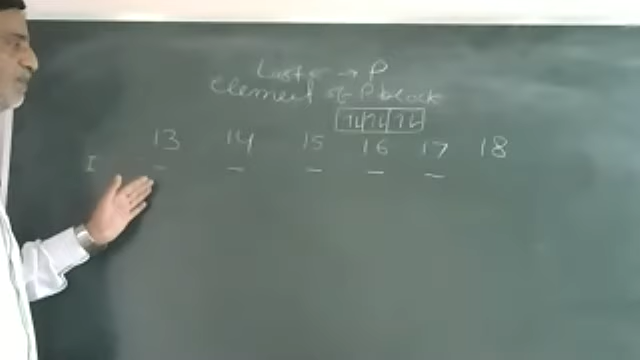 Last e → P
Element of P block
13 14 15 16 17 18
I – – – – –